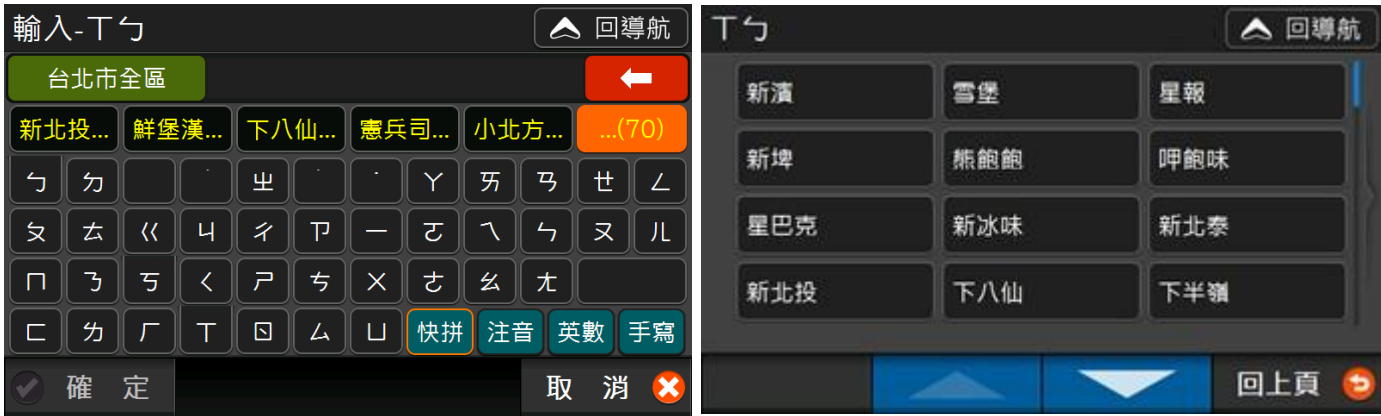 輸入-ㄒㄅ
回導航
台北市全區
新北投... 鮮堡漢... 下八仙... 憲兵司... 小北方... ...(70)
ㄅ ㄉ ˙ ㄓ ˙ ˙ ㄚ ㄞ ㄢ ㄝ ㄥ
ㄆ ㄊ ㄍ ㄐ ㄔ ㄗ 一 ㄛ ㄟ ㄣ ㄡ ㄦ
ㄇ ㄋ ㄎ ㄑ ㄕ ㄘ ㄨ ㄜ ㄠ ㄤ
ㄈ ㄌ ㄏ ㄒ ㄖ ㄙ ㄩ 快拼 注音 英數 手寫
確 定
取 消
ㄒㄅ
回導航
新濱 雪堡 星報
新埤 熊飽飽 呷飽味
星巴克 新冰味 新北泰
新北投 下八仙 下半嶺
回上頁